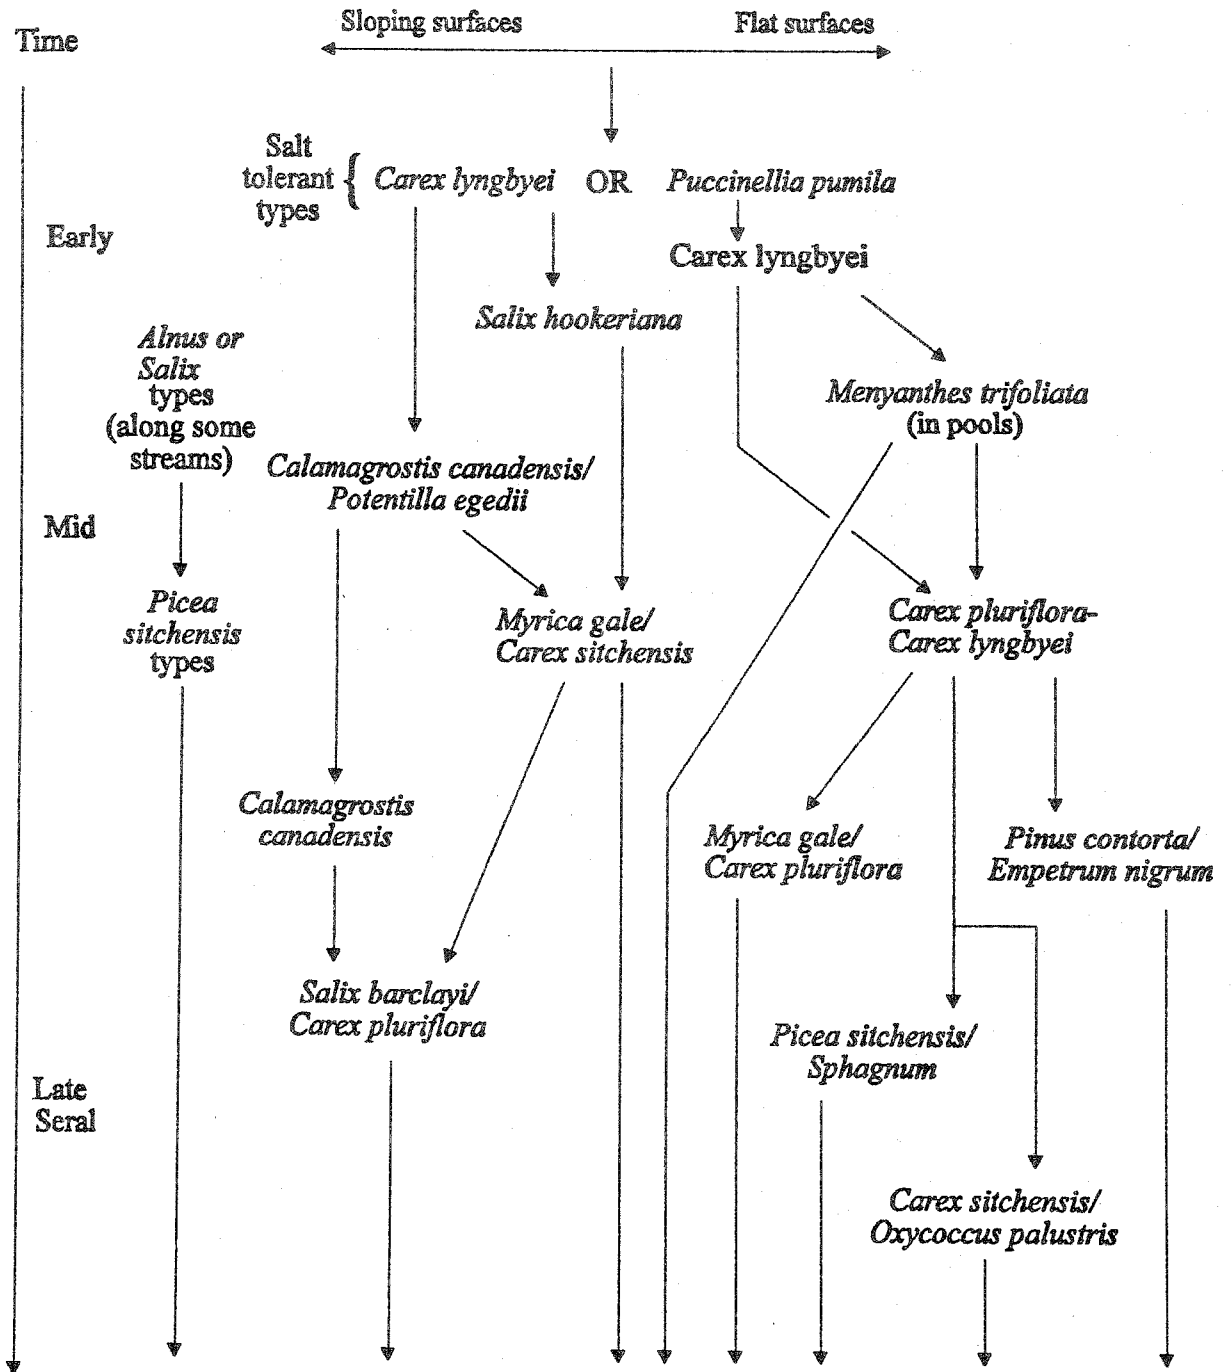 Time
Sloping surfaces
Flat surfaces
Salt
tolerant
types
{
Carex lyngbyei
OR
Puccinellia pumila
Early
Carex lyngbyei
Salix hookeriana
Alnus or
Salix
types
(along some
streams)
Menyanthes trifoliata
(in pools)
Calamagrostis canadensis/
Potentilla egedii
Mid
Picea
sitchensis
types
Myrica gale/
Carex sitchensis
Carex pluriflora-
Carex lyngbyei
Calamagrostis
canadensis
Myrica gale/
Carex pluriflora
Pinus contorta/
Empetrum nigrum
Salix barclayi/
Carex pluriflora
Picea sitchensis/
Sphagnum
Late
Seral
Carex sitchensis/
Oxycoccus palustris